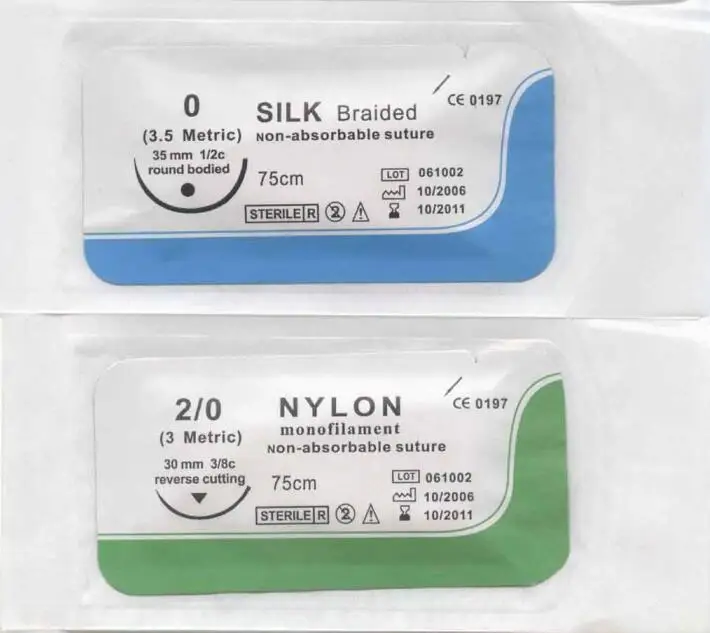 0
(3.5 Metric)
35 mm 1/2c
round bodied
SILK Braided
Non-absorbable suture
CE 0197
75cm
LOT 061002
10/2006
10/2011
STERILE R 2
2/0
(3 Metric)
30 mm 3/8c
reverse cutting
NYLON
monofilament
Non-absorbable suture
CE 0197
75cm
LOT 061002
10/2006
10/2011
STERILE R 2